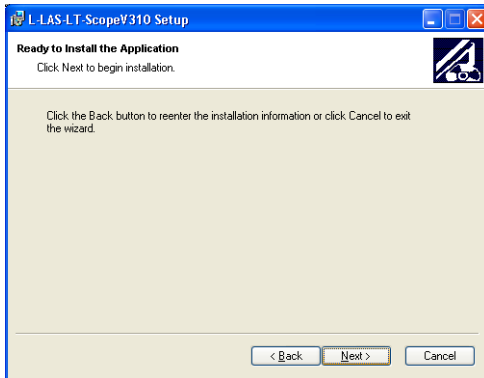 L-LAS-LT-ScopeV310 Setup
Ready to Install the Application
Click Next to begin installation.
Click the Back button to reenter the installation information or click Cancel to exit
the wizard.
< Back Next > Cancel